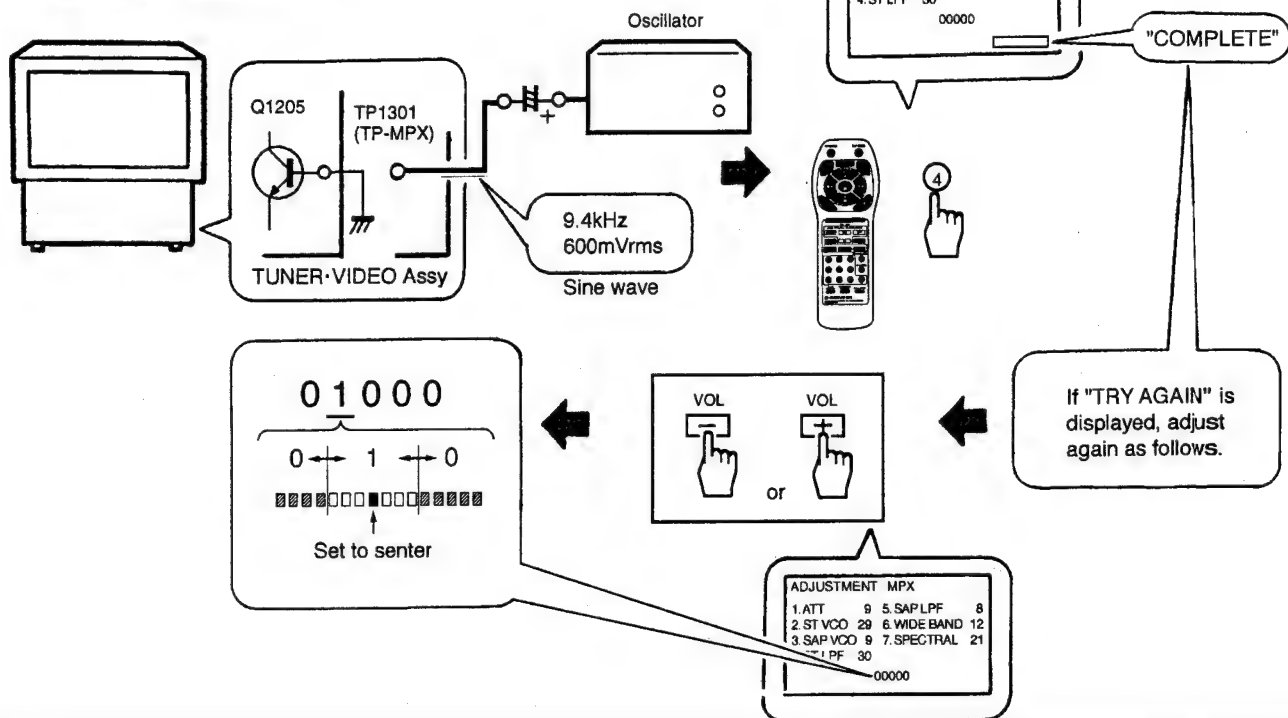 Oscillator
4. ST LPF 30
00000
"COMPLETE"
Q1205
TP1301
(TP-MPX)
+
TUNER·VIDEO Assy
9.4kHz
600mVrms
Sine wave
4
01000
0 1 0
Set to senter
VOL VOL
- +
or
If "TRY AGAIN" is
displayed, adjust
again as follows.
ADJUSTMENT MPX
1. ATT 9 5. SAP LPF 8
2. ST VCO 29 6. WIDE BAND 12
3. SAP VCO 9 7. SPECTRAL 21
LPF 30
00000